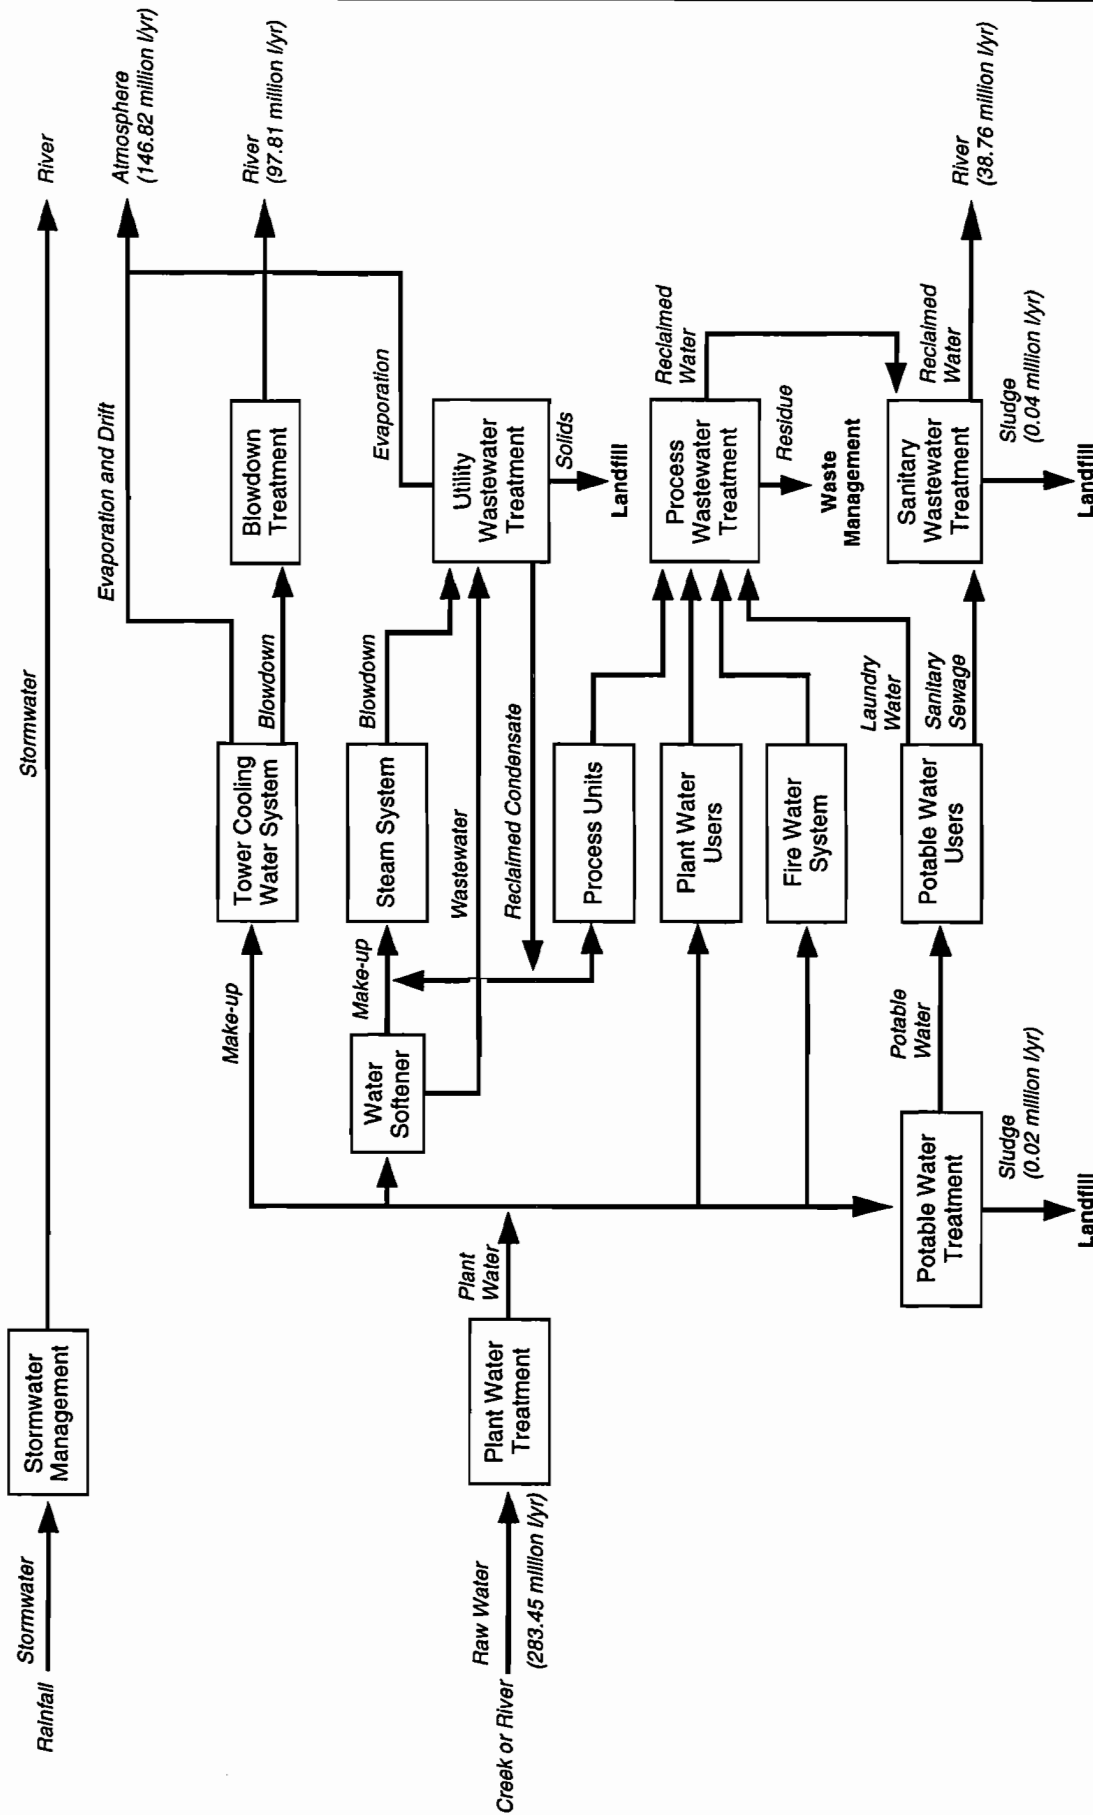 Rainfall
Stormwater
Stormwater
Management
Stormwater
River
Creek or River
Raw Water
(283.45 million l/yr)
Plant Water
Treatment
Plant
Water
Make-up
Tower Cooling
Water System
Evaporation and Drift
Atmosphere
(146.82 million l/yr)
Blowdown
Blowdown
Treatment
River
(97.81 million l/yr)
Water
Softener
Make-up
Steam System
Blowdown
Wastewater
Reclaimed Condensate
Utility
Wastewater
Treatment
Evaporation
Solids
Landfill
Process Units
Plant Water
Users
Fire Water
System
Process
Wastewater
Treatment
Reclaimed
Water
Residue
Waste
Management
Potable Water
Treatment
Sludge
(0.02 million l/yr)
Landfill
Potable
Water
Potable Water
Users
Laundry
Water
Sanitary
Sewage
Sanitary
Wastewater
Treatment
Reclaimed
Water
River
(38.76 million l/yr)
Sludge
(0.04 million l/yr)
Landfill